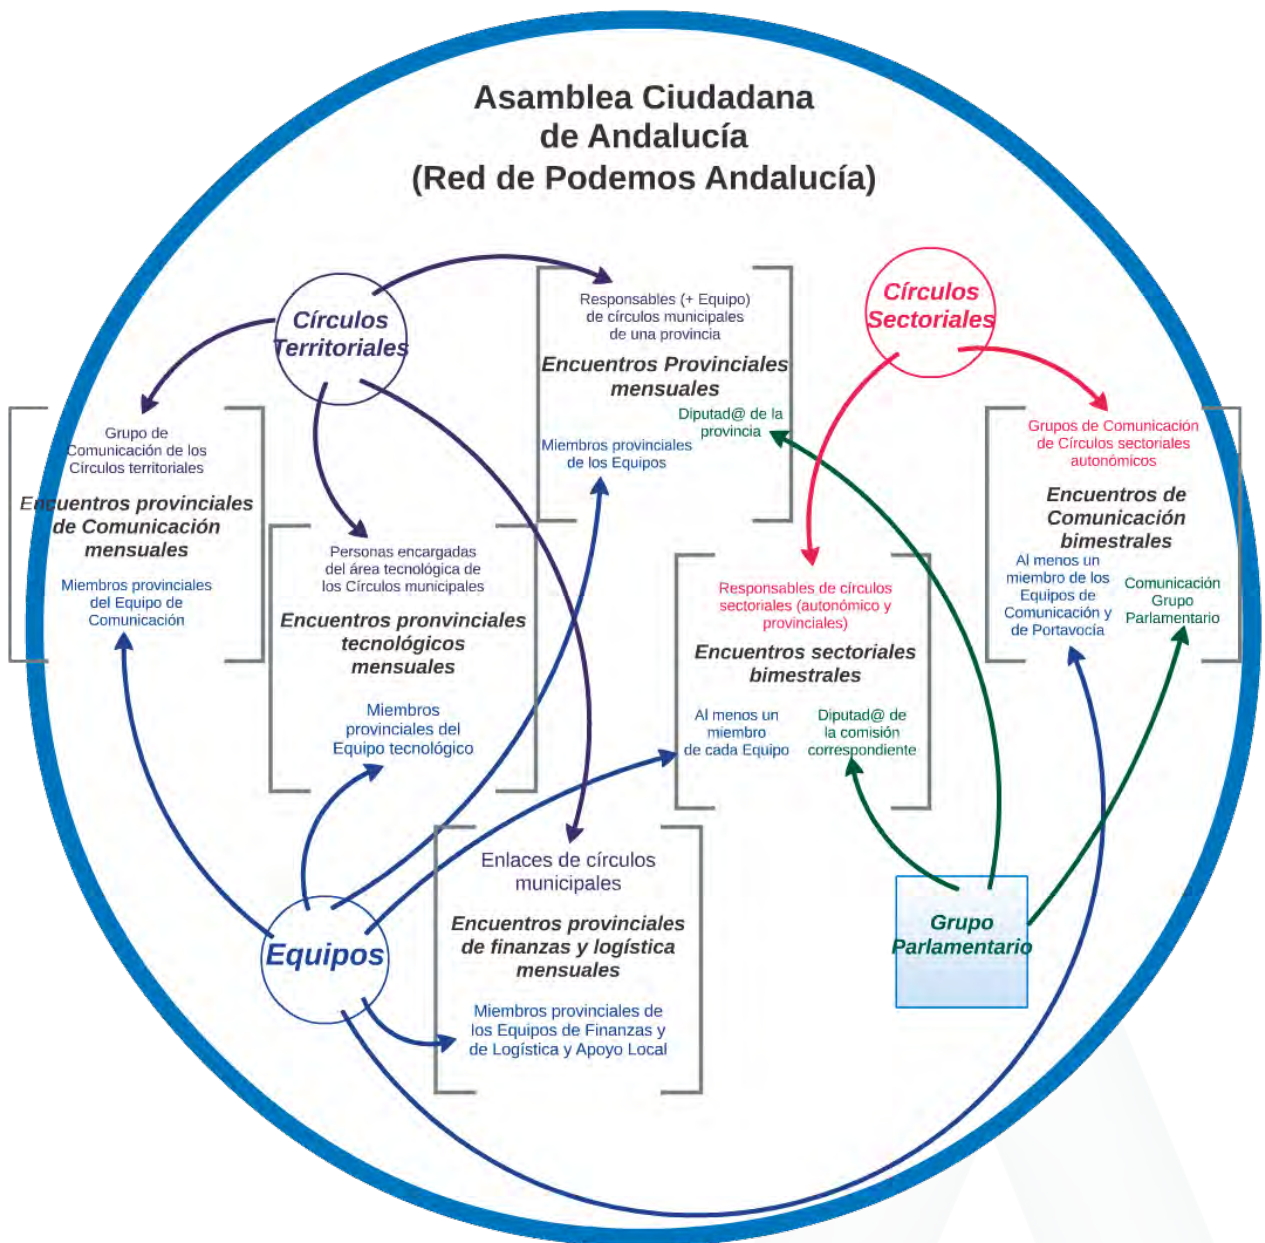 Asamblea Ciudadana
de Andalucía
(Red de Podemos Andalucía)
Círculos
Territoriales
Responsables (+ Equipo)
de círculos municipales
de una provincia
Encuentros Provinciales
mensuales
Diputad@ de la
provincia
Miembros provinciales
de los Equipos
Círculos
Sectoriales
Grupo de
Comunicación de los
Círculos territoriales
Encuentros provinciales
de Comunicación
mensuales
Miembros provinciales
del Equipo de
Comunicación
Personas encargadas
del área tecnológica de
los Círculos municipales
Encuentros pronvinciales
tecnológicos
mensuales
Miembros
provinciales del
Equipo tecnológico
Responsables de círculos
sectoriales (autonómico y
provinciales)
Encuentros sectoriales
bimestrales
Al menos un
miembro
de cada Equipo
Diputad@ de
la comisión
correspondiente
Grupos de Comunicación
de Círculos sectoriales
autonómicos
Encuentros de
Comunicación
bimestrales
Al menos un
miembro de los
Equipos de
Comunicación y
de Portavocía
Comunicación
Grupo
Parlamentario
Equipos
Enlaces de círculos
municipales
Encuentros provinciales
de finanzas y logística
mensuales
Miembros provinciales de
los Equipos de Finanzas y
de Logística y Apoyo Local
Grupo
Parlamentario